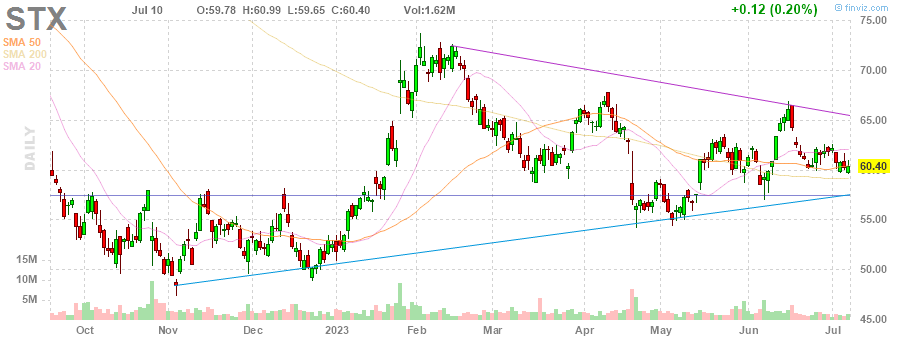 STX Jul 10 O:59.78 H:60.99 L:59.65 C:60.40 Vol:1.62M +0.12 (0.20%) finviz.com
SMA 50
SMA 200
SMA 20
DAILY
75.00
70.00
65.00
60.40
55.00
50.00
45.00
15M
10M
5M
Oct Nov Dec 2023 Feb Mar Apr May Jun Jul